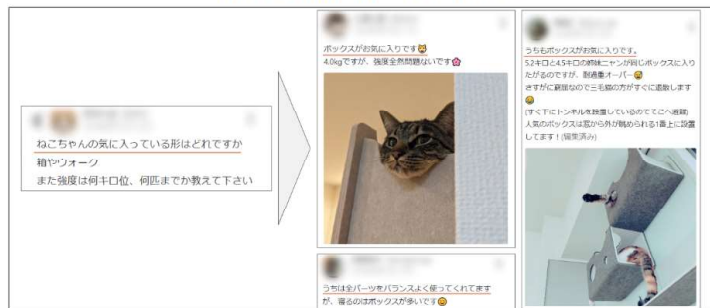 ねこちゃんの気に入っている形はどれですか
箱やウォーク
また強度は何キロ位、何匹までか教えて下さい
ボックスがお気に入りです😺
4.0kgですが、強度全然問題ないです🌸
うちは全パーツをバランスよく使ってくれてます
が、寝るのはボックスが多いです😊
うちもボックスがお気に入りです。
5.2キロと4.5キロの姉妹ニャンが同じボックスに入り
たがるのですが、耐過重オーバー😅
さすがに窮屈なので三毛猫の方がすぐに退散します
(すぐ下にトンネルを設置しているのでそこへ避難)
人気のボックスは窓から外が眺められる1番上に設置
してます！(編集済み)